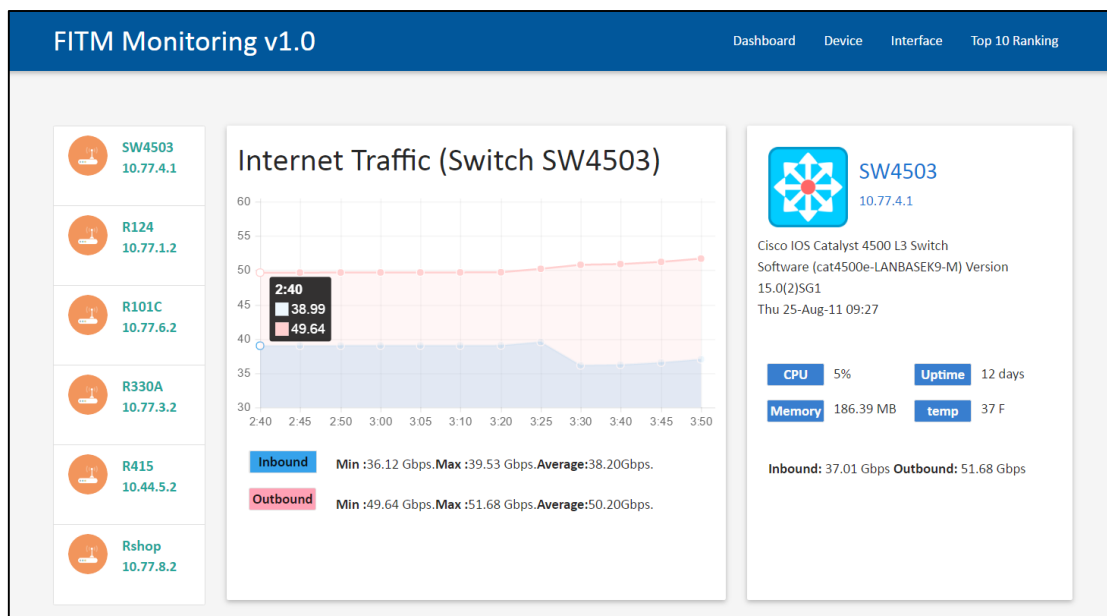 FITM Monitoring v1.0
Dashboard Device Interface Top 10 Ranking
SW4503
10.77.4.1
R124
10.77.1.2
R101C
10.77.6.2
R330A
10.77.3.2
R415
10.44.5.2
Rshop
10.77.8.2
Internet Traffic (Switch SW4503)
60
55
50
45
40
35
30
2:40
38.99
49.64
2:40 2:45 2:50 3:00 3:05 3:10 3:20 3:25 3:30 3:40 3:45 3:50
Inbound Min :36.12 Gbps.Max :39.53 Gbps.Average:38.20Gbps.
Outbound Min :49.64 Gbps.Max :51.68 Gbps.Average:50.20Gbps.
SW4503
10.77.4.1
Cisco IOS Catalyst 4500 L3 Switch
Software (cat4500e-LANBASEK9-M) Version
15.0(2)SG1
Thu 25-Aug-11 09:27
CPU 5% Uptime 12 days
Memory 186.39 MB temp 37 F
Inbound: 37.01 Gbps Outbound: 51.68 Gbps